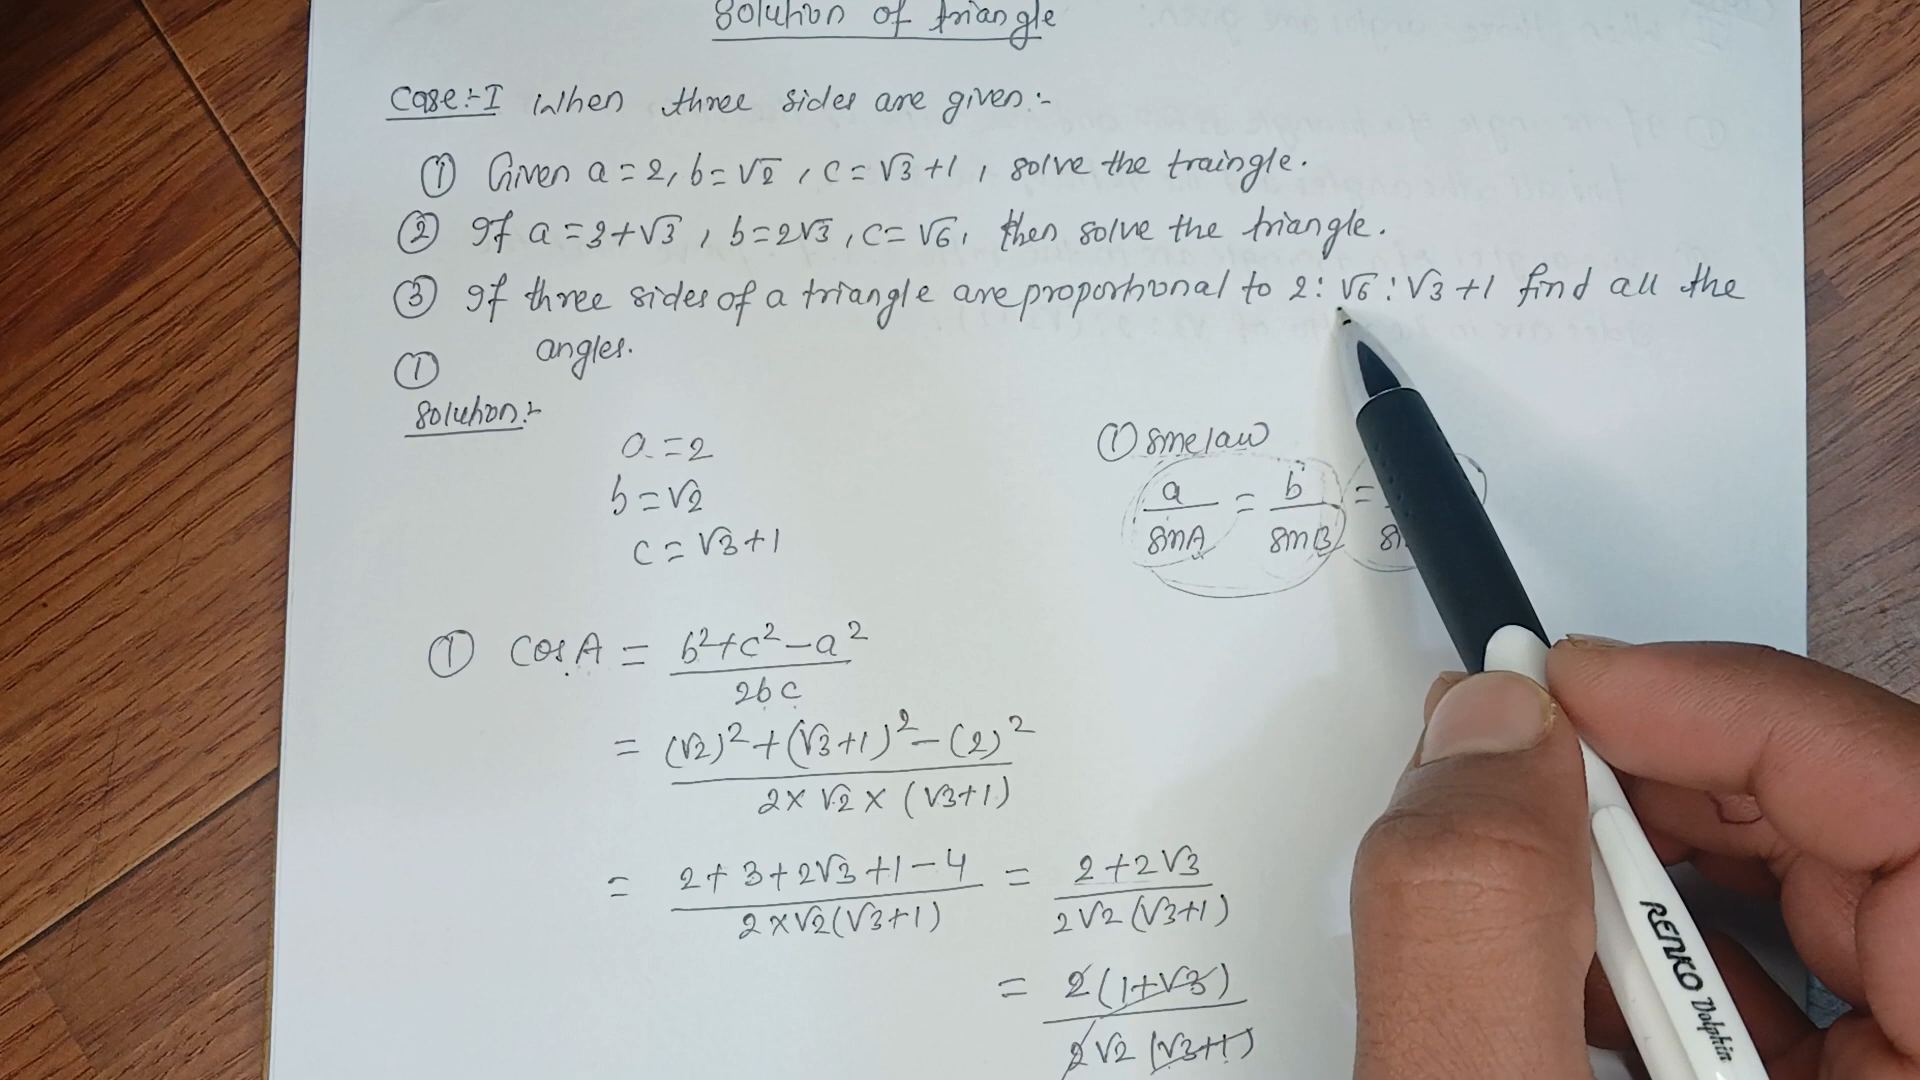 Solution of triangle
Case:-I When three sides are given:-
① Given a = 2, b = √2, c = √3+1, solve the traingle.
② If a = 3+√3, b = 2√3, c = √6, then solve the triangle.
③ If three sides of a triangle are proportional to 2 : √6 : √3+1 find all the
angles.
①
Solution:-
a = 2
b = √2
c = √3+1
① sine law
a/sinA = b/sinB =
① cos A = b²+c²-a² / 2bc
= (√2)²+(√3+1)²-(2)² / 2×√2×(√3+1)
= 2+3+2√3+1-4 / 2×√2(√3+1) = 2+2√3 / 2√2(√3+1)
= 2(1+√3) / 2√2(√3+1)
RENKO Dolphin